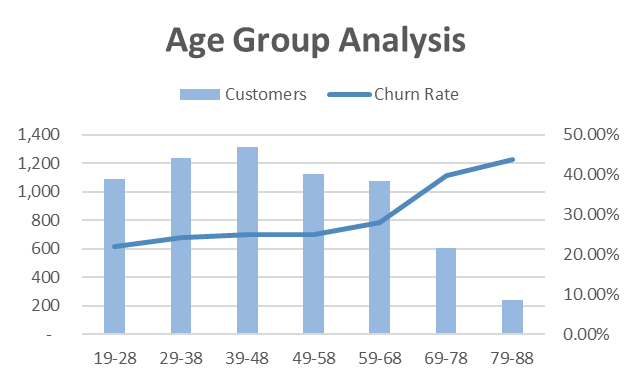 Age Group Analysis
Customers Churn Rate
1,400 50.00%
1,200 40.00%
1,000
800 30.00%
600 20.00%
400
200 10.00%
- 0.00%
19-28 29-38 39-48 49-58 59-68 69-78 79-88